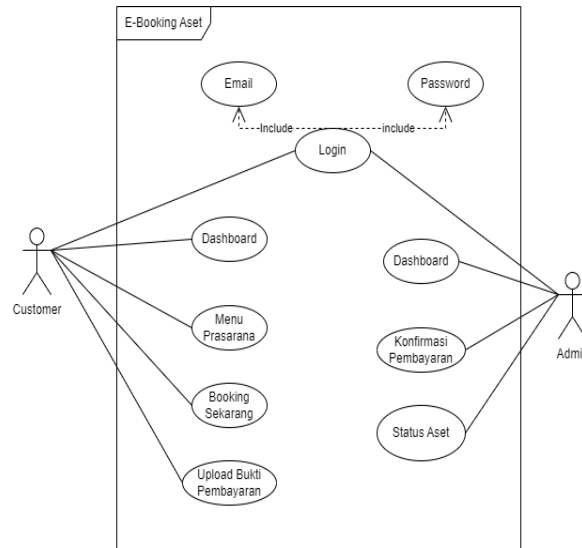 E-Booking Aset
Email
Password
Include
include
Login
Dashboard
Dashboard
Customer
Menu
Prasarana
Konfirmasi
Pembayaran
Admi
Booking
Sekarang
Status Aset
Upload Bukti
Pembayaran